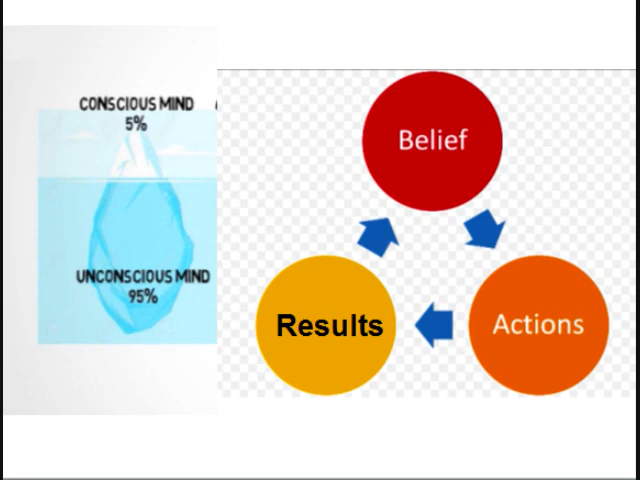 CONSCIOUS MIND
5%
UNCONSCIOUS MIND
95%
Belief
Actions
Results